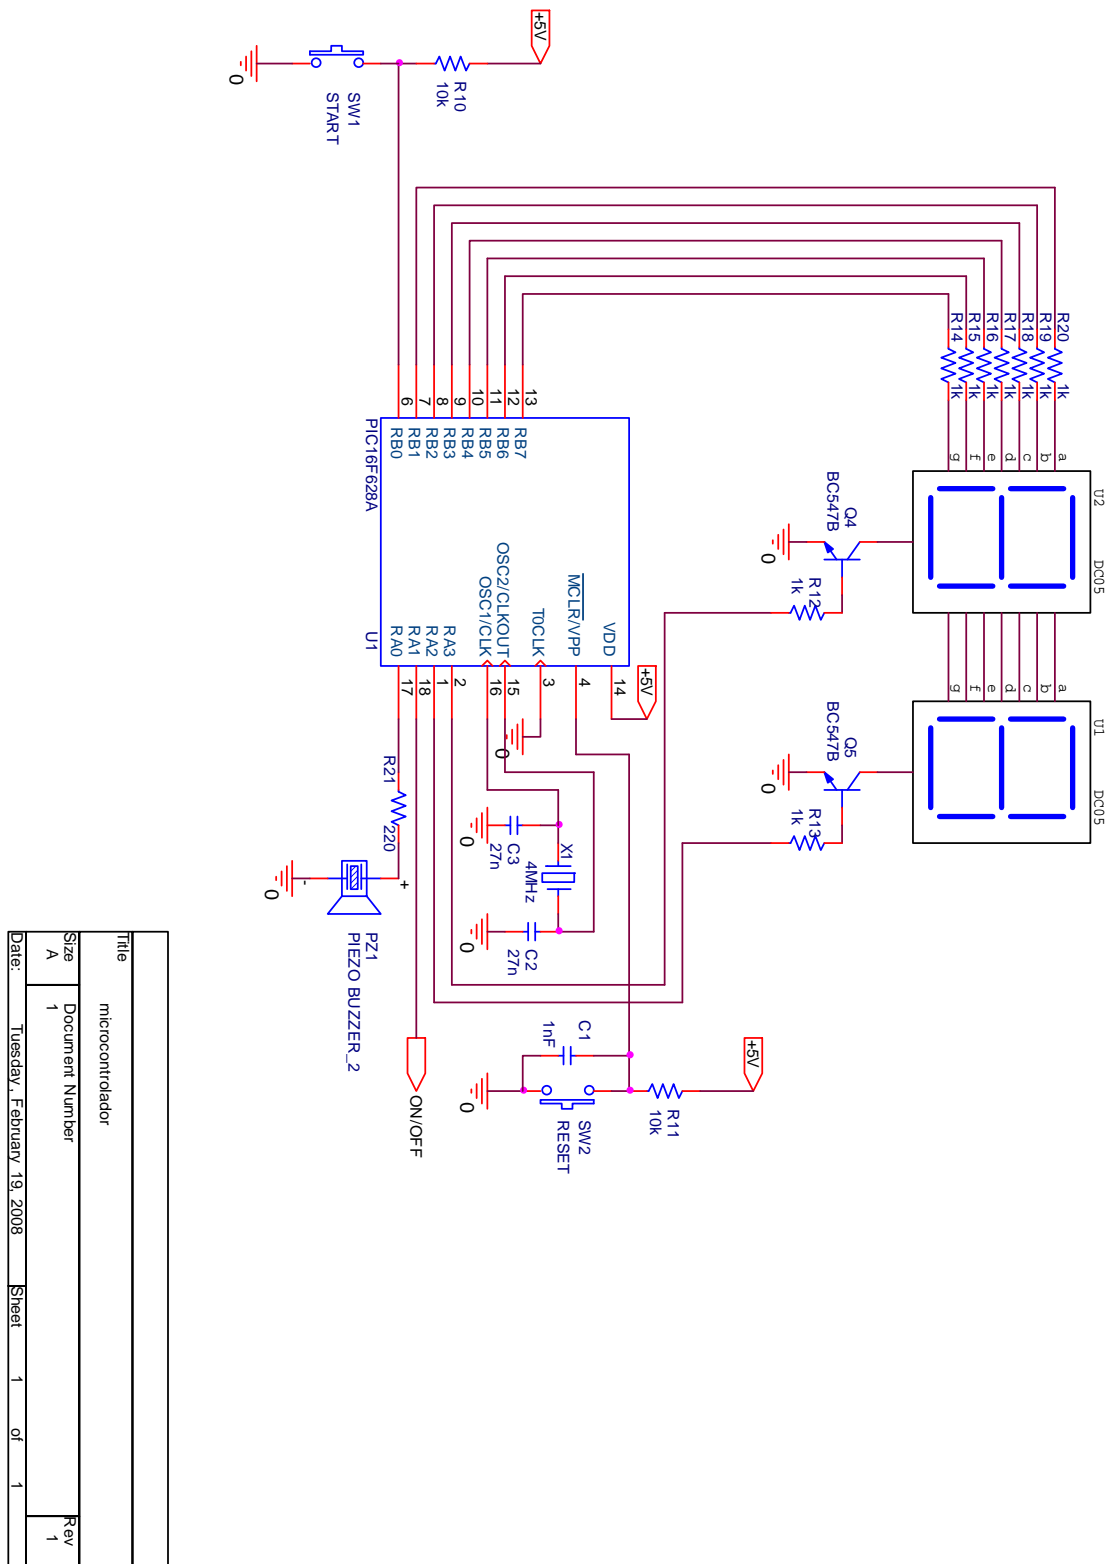 +5V
R10
10k
SW1
START
0
R20
R19
R18
R17
R16
R15
R14
1k
1k
1k
1k
1k
1k
1k
a
b
c
d
e
f
g
U2
DC05
Q4
BC547B
0
R12
1k
a
b
c
d
e
f
g
U1
DC05
Q5
BC547B
0
R13
1k
13
12
11
10
9
8
7
6
RB7
RB6
RB5
RB4
RB3
RB2
RB1
RB0
PIC16F628A
VDD
MCLR/VPP
T0CLK
OSC2/CLKOUT
OSC1/CLK
RA3
RA2
RA1
RA0
U1
14
4
3
15
16
2
1
18
17
+5V
0
R21
220
X1
4MHz
C3
27n
0
C2
27n
0
+
-
0
PZ1
PIEZO BUZZER_2
ON/OFF
C1
1nF
0
SW2
RESET
R11
10k
+5V
Title
microcontrolador
Size
A
Document Number
1
Rev
1
Date:
Tuesday, February 19, 2008
Sheet
1
of
1